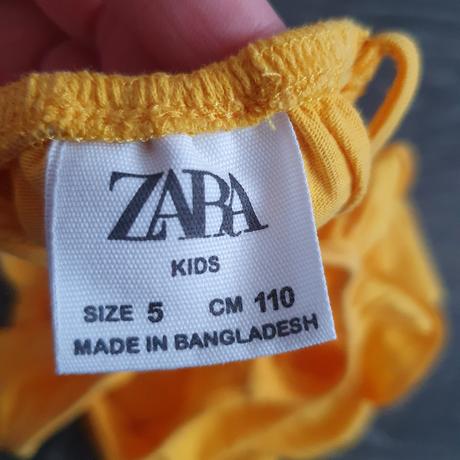 ZARA
KIDS
SIZE 5 CM 110
MADE IN BANGLADESH